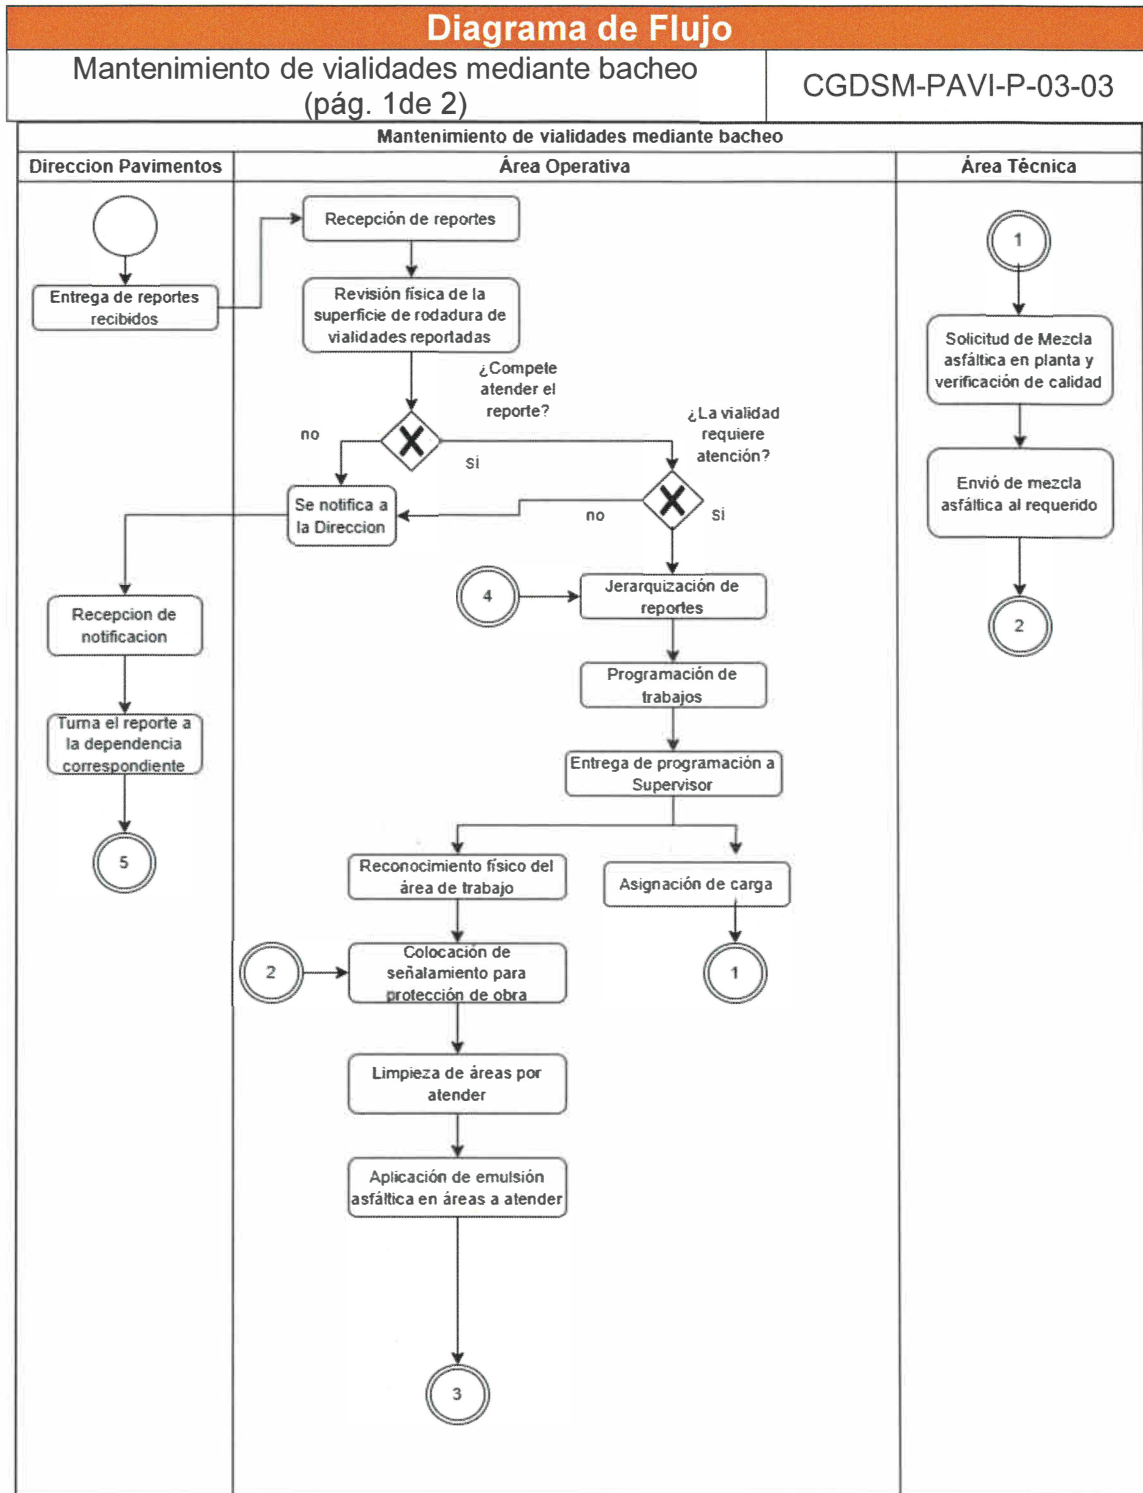 Diagrama de Flujo
Mantenimiento de vialidades mediante bacheo
(pág. 1de 2)
CGDSM-PAVI-P-03-03
Mantenimiento de vialidades mediante bacheo
Direccion Pavimentos
Área Operativa
Área Técnica
Entrega de reportes
recibidos
Recepción de reportes
Revisión física de la
superficie de rodadura de
vialidades reportadas
¿Compete
atender el
reporte?
no
si
¿La vialidad
requiere
atención?
no
si
Se notifica a
la Direccion
Recepcion de
notificacion
Turna el reporte a
la dependencia
correspondiente
5
4
Jerarquización de
reportes
Programación de
trabajos
Entrega de programación a
Supervisor
Reconocimiento físico del
área de trabajo
Asignación de carga
1
2
Colocación de
señalamiento para
protección de obra
Limpieza de áreas por
atender
Aplicación de emulsión
asfáltica en áreas a atender
3
1
Solicitud de Mezcla
asfáltica en planta y
verificación de calidad
Envió de mezcla
asfáltica al requerido
2